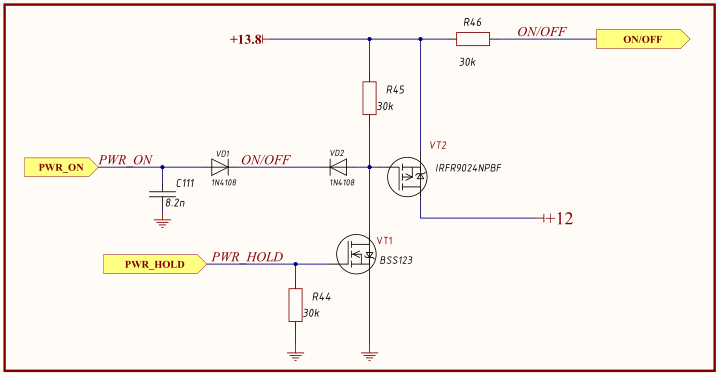 R46
ON/OFF
+13.8
ON/OFF
30k
R45
30k
VT2
PWR_ON
PWR_ON
VD1
ON/OFF
VD2
IRFR9024NPBF
1N4108
1N4108
C111
8.2n
+12
VT1
PWR_HOLD
PWR_HOLD
BSS123
R44
30k